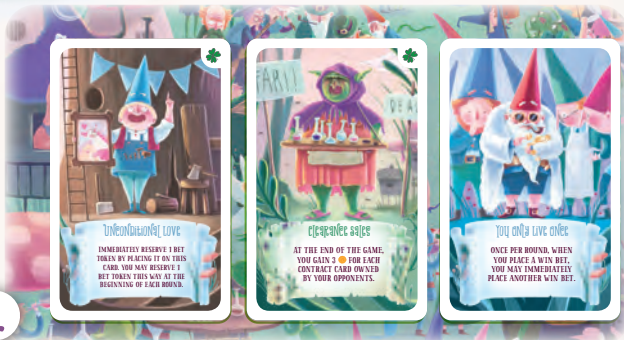 UNCONDITIONAL LOVE
IMMEDIATELY RESERVE 1 BET
TOKEN BY PLACING IT ON THIS
CARD. YOU MAY RESERVE 1
BET TOKEN THIS WAY AT THE
BEGINNING OF EACH ROUND.
CLEARANCE SALES
AT THE END OF THE GAME,
YOU GAIN 3 FOR EACH
CONTRACT CARD OWNED
BY YOUR OPPONENTS.
YOU ONLY LIVE ONCE
ONCE PER ROUND, WHEN
YOU PLACE A WIN BET,
YOU MAY IMMEDIATELY
PLACE ANOTHER WIN BET.